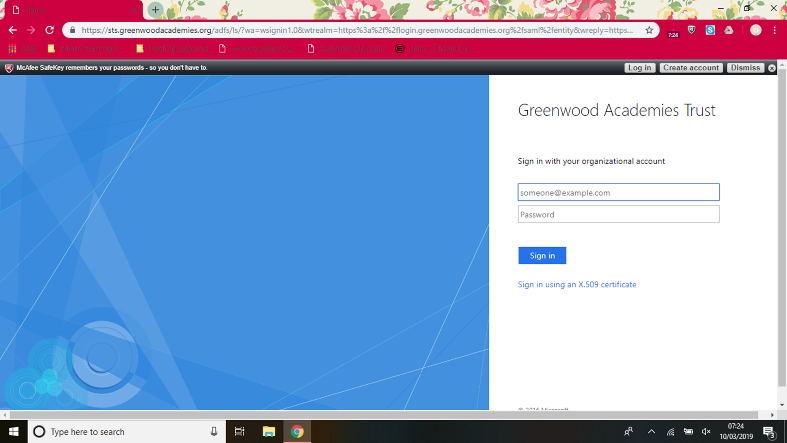 https://sts.greenwoodacademies.org/adfs/ls/?wa=wsignin1.0&wtrealm=https%3a%2f%2flogin.greenwoodacademies.org%2fsaml%2fentity&wreply=https...
7:24
McAfee SafeKey remembers your passwords - so you don't have to.
Log in
Create account
Dismiss
Greenwood Academies Trust
Sign in with your organizational account
someone@example.com
Password
Sign in
Sign in using an X.509 certificate
Type here to search
07:24
10/03/2019
3